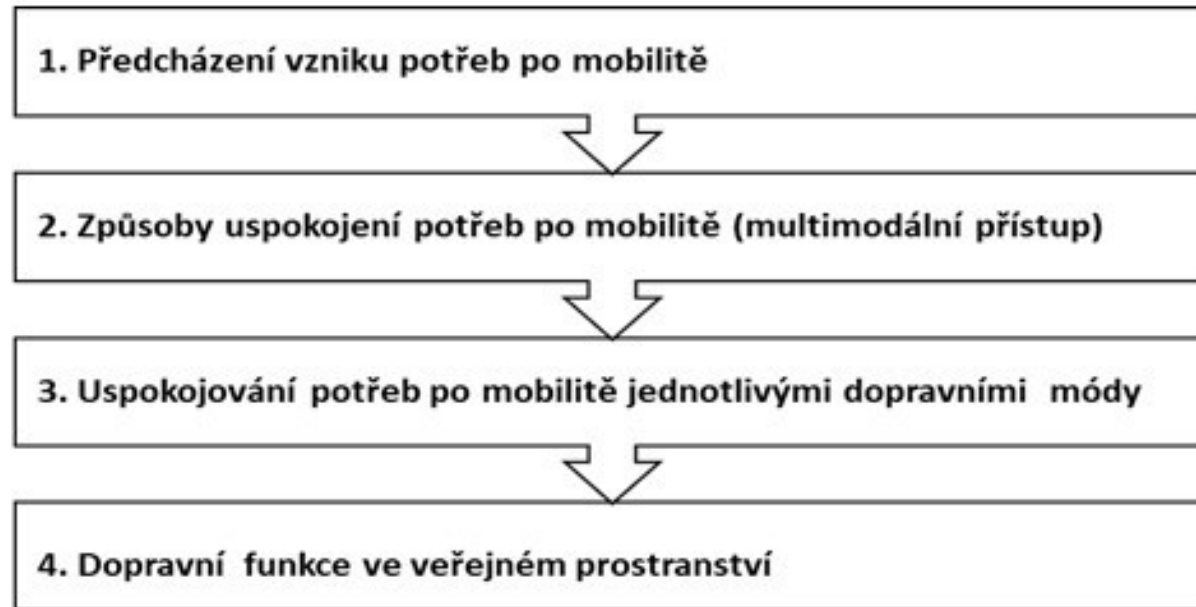 1. Předcházení vzniku potřeb po mobilitě
2. Způsoby uspokojení potřeb po mobilitě (multimodální přístup)
3. Uspokojování potřeb po mobilitě jednotlivými dopravními módy
4. Dopravní funkce ve veřejném prostranství